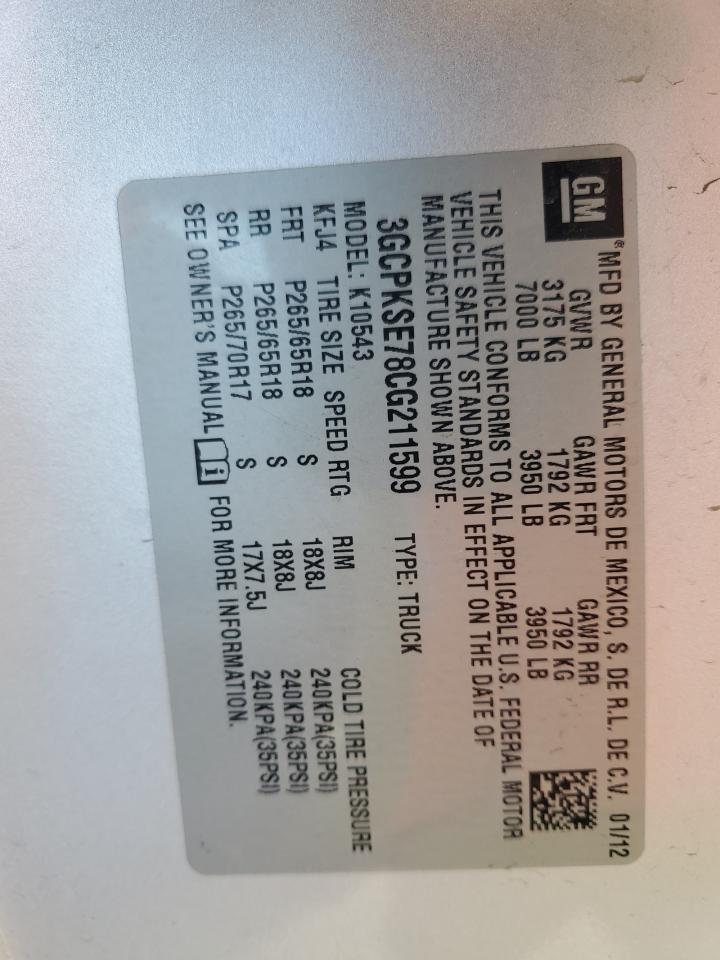 GM
® MFD BY GENERAL MOTORS DE MEXICO, S. DE R.L. DE C.V. 01/12
GVWR GAWR FRT GAWR RR
3175 KG 1792 KG 1792 KG
7000 LB 3950 LB 3950 LB
THIS VEHICLE CONFORMS TO ALL APPLICABLE U.S. FEDERAL MOTOR
VEHICLE SAFETY STANDARDS IN EFFECT ON THE DATE OF
MANUFACTURE SHOWN ABOVE.
3GCPKSE78CG211599 TYPE: TRUCK
MODEL: K10543
KFJ4 TIRE SIZE SPEED RTG RIM COLD TIRE PRESSURE
FRT P265/65R18 S 18X8J 240KPA(35PSI)
RR P265/65R18 S 18X8J 240KPA(35PSI)
SPA P265/70R17 S 17X7.5J 240KPA(35PSI)
SEE OWNER'S MANUAL i FOR MORE INFORMATION.